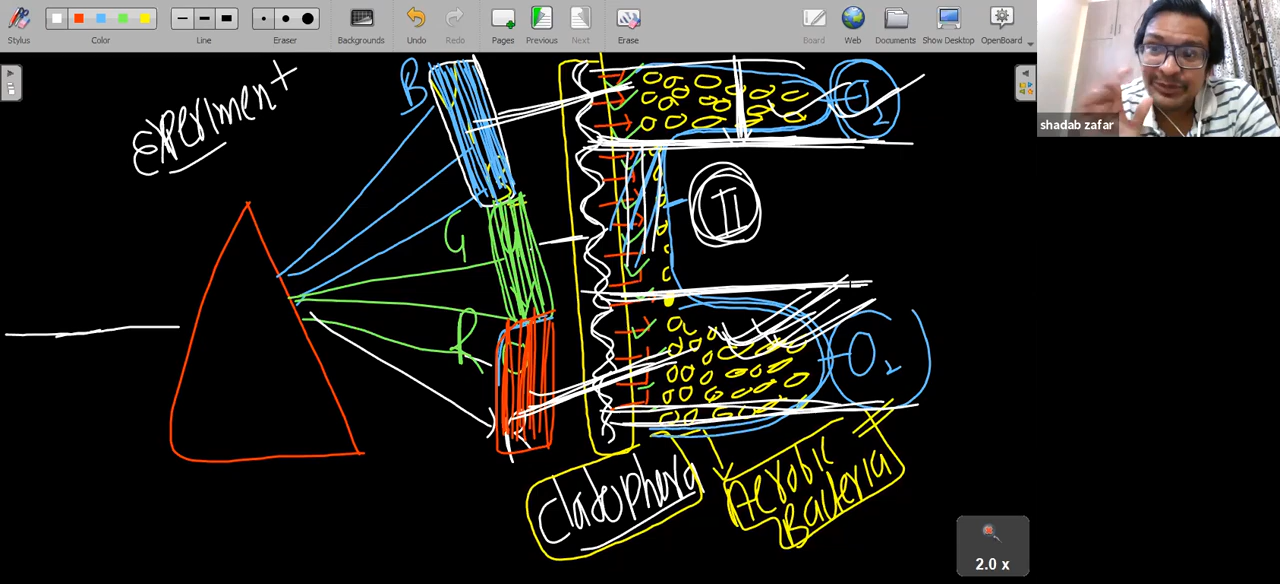 Stylus
Color
Line
Eraser
Backgrounds
Undo
Redo
Pages
Previous
Next
Erase
Board
Web
Documents
Show Desktop
OpenBoard
shadab zafar
Experiment
B
G
R
R
O2
II
O2
Cladophora
Aerobic
Bacteria
2.0 x